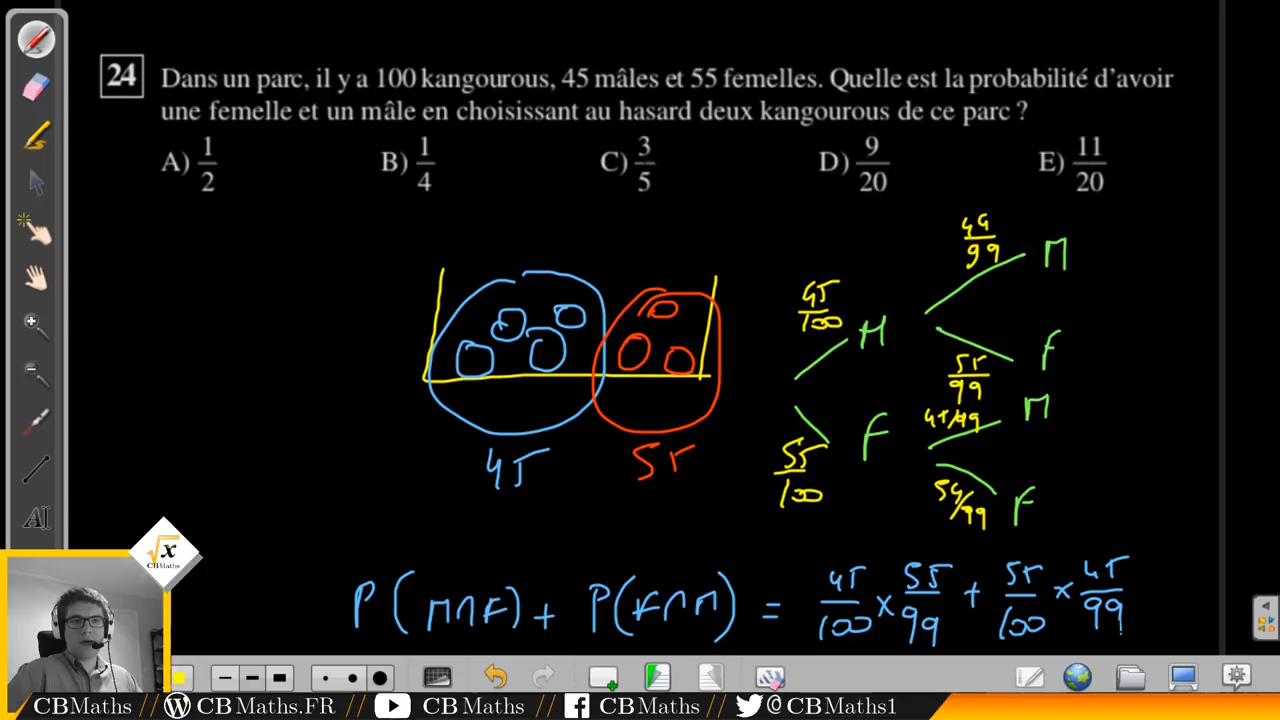 24 Dans un parc, il y a 100 kangourous, 45 mâles et 55 femelles. Quelle est la probabilité d’avoir
une femelle et un mâle en choisissant au hasard deux kangourous de ce parc ?
A) 1/2 B) 1/4 C) 3/5 D) 9/20 E) 11/20
44/99 M
45/100 M
55/99 F
45/99 M
55/100 F
54/99 F
45 55
P(M∩F) + P(F∩M) = 45/100 × 55/99 + 55/100 × 45/99
√x
CBMaths
AI
CBMaths CBMaths.FR CBMaths CBMaths @CBMaths1